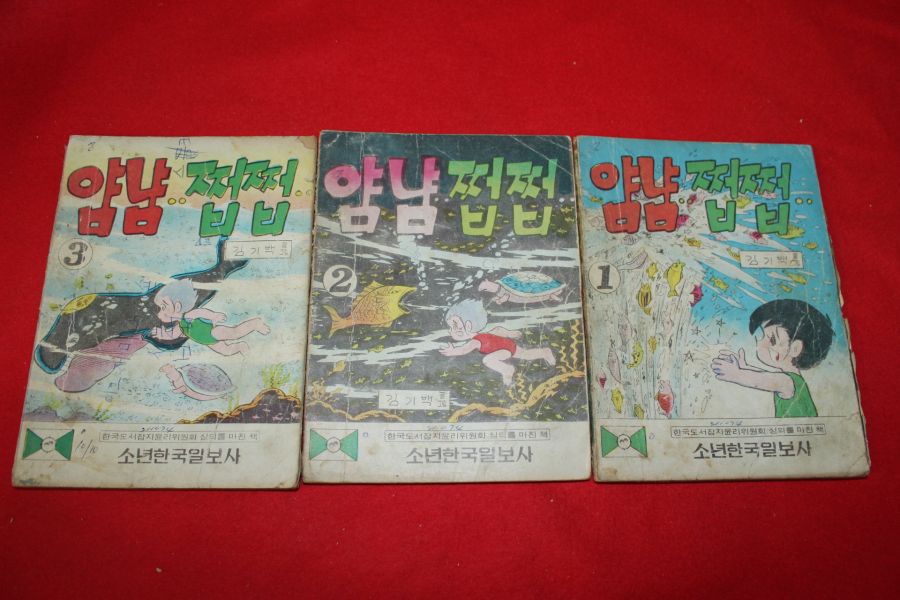 얌냠‥쩝쩝‥
3
김기백
한국도서잡지윤리위원회 심의를 마친 책
소년한국일보사
얌냠‥쩝쩝‥
2
김기백
한국도서잡지윤리위원회 심의를 마친 책
소년한국일보사
얌냠‥쩝쩝‥
1
김기백
한국도서잡지윤리위원회 심의를 마친 책
소년한국일보사